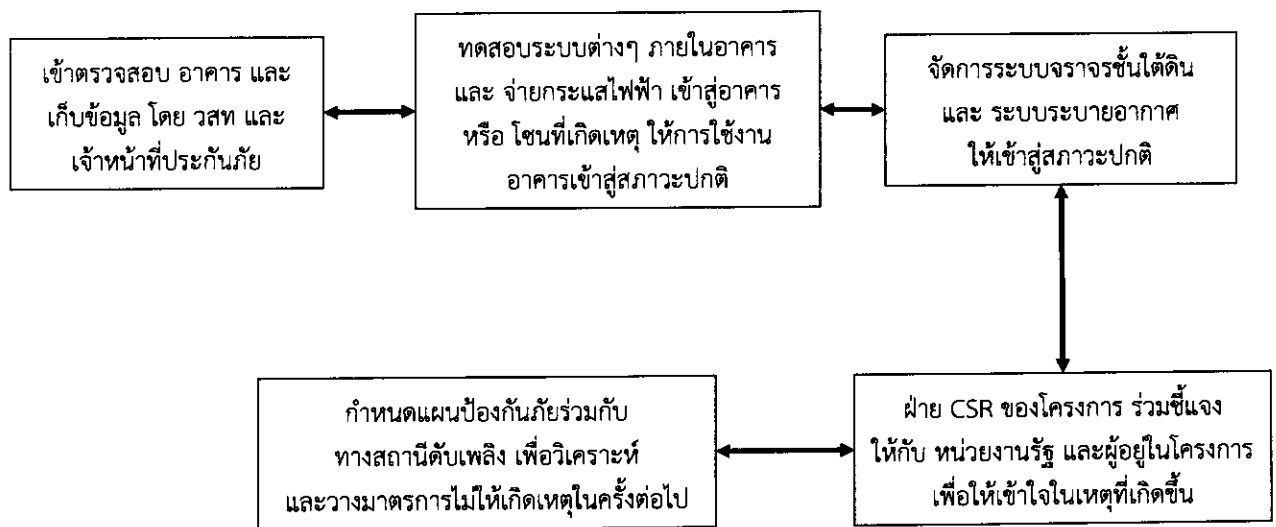 เข้าตรวจสอบ อาคาร และ
เก็บข้อมูล โดย วสท และ
เจ้าหน้าที่ประกันภัย
ทดสอบระบบต่างๆ ภายในอาคาร
และ จ่ายกระแสไฟฟ้า เข้าสู่อาคาร
หรือ โซนที่เกิดเหตุ ให้การใช้งาน
อาคารเข้าสู่สภาวะปกติ
จัดการระบบจราจรชั้นใต้ดิน
และ ระบบระบายอากาศ
ให้เข้าสู่สภาวะปกติ
ฝ่าย CSR ของโครงการ ร่วมชี้แจง
ให้กับ หน่วยงานรัฐ และผู้อยู่ในโครงการ
เพื่อให้เข้าใจในเหตุที่เกิดขึ้น
กำหนดแผนป้องกันภัยร่วมกับ
ทางสถานีดับเพลิง เพื่อวิเคราะห์
และวางมาตรการไม่ให้เกิดเหตุในครั้งต่อไป